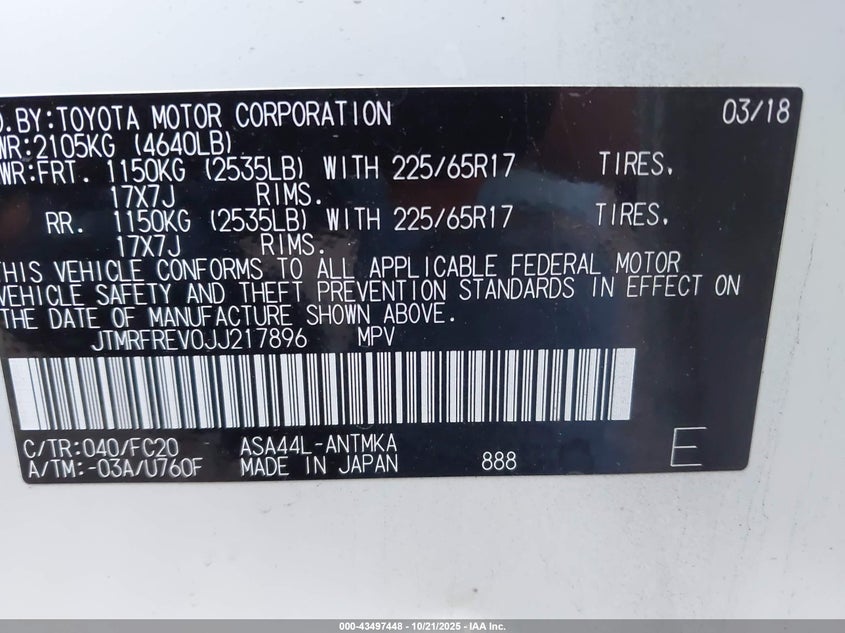 D.BY:TOYOTA MOTOR CORPORATION 03/18
WR:2105KG (4640LB)
WR:FRT. 1150KG (2535LB) WITH 225/65R17 TIRES.
17X7J RIMS.
RR. 1150KG (2535LB) WITH 225/65R17 TIRES.
17X7J RIMS.
THIS VEHICLE CONFORMS TO ALL APPLICABLE FEDERAL MOTOR
VEHICLE SAFETY AND THEFT PREVENTION STANDARDS IN EFFECT ON
THE DATE OF MANUFACTURE SHOWN ABOVE.
JTMRFREV0JJ217896 MPV
C/TR:040/FC20 ASA44L-ANTMKA
A/TM:-03A/U760F MADE IN JAPAN 888 E
000-43497448 - 10/21/2025 - IAA Inc.